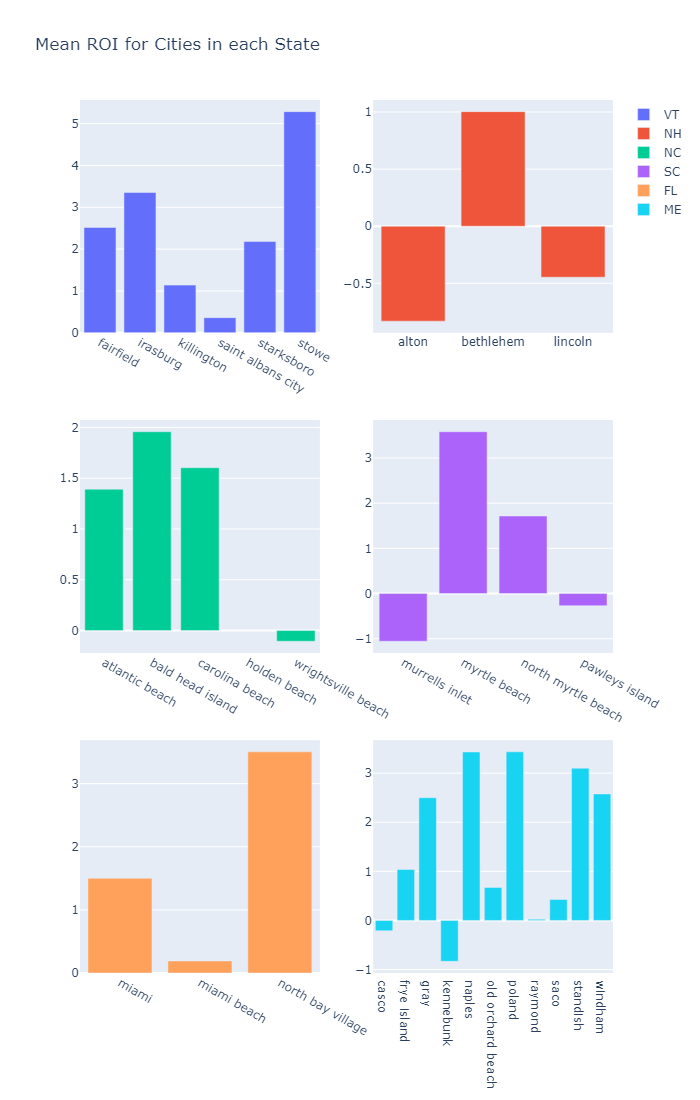 Mean ROI for Cities in each State
5
4
3
2
1
0
fairfield
irasburg
killington
saint albans city
starksboro
stowe
1
0.5
0
−0.5
alton
bethlehem
lincoln
VT
NH
NC
SC
FL
ME
2
1.5
1
0.5
0
atlantic beach
bald head island
carolina beach
holden beach
wrightsville beach
3
2
1
0
−1
murrells inlet
myrtle beach
north myrtle beach
pawleys island
3
2
1
0
miami
miami beach
north bay village
3
2
1
0
−1
casco
frye island
gray
kennebunk
naples
old orchard beach
poland
raymond
saco
standish
windham